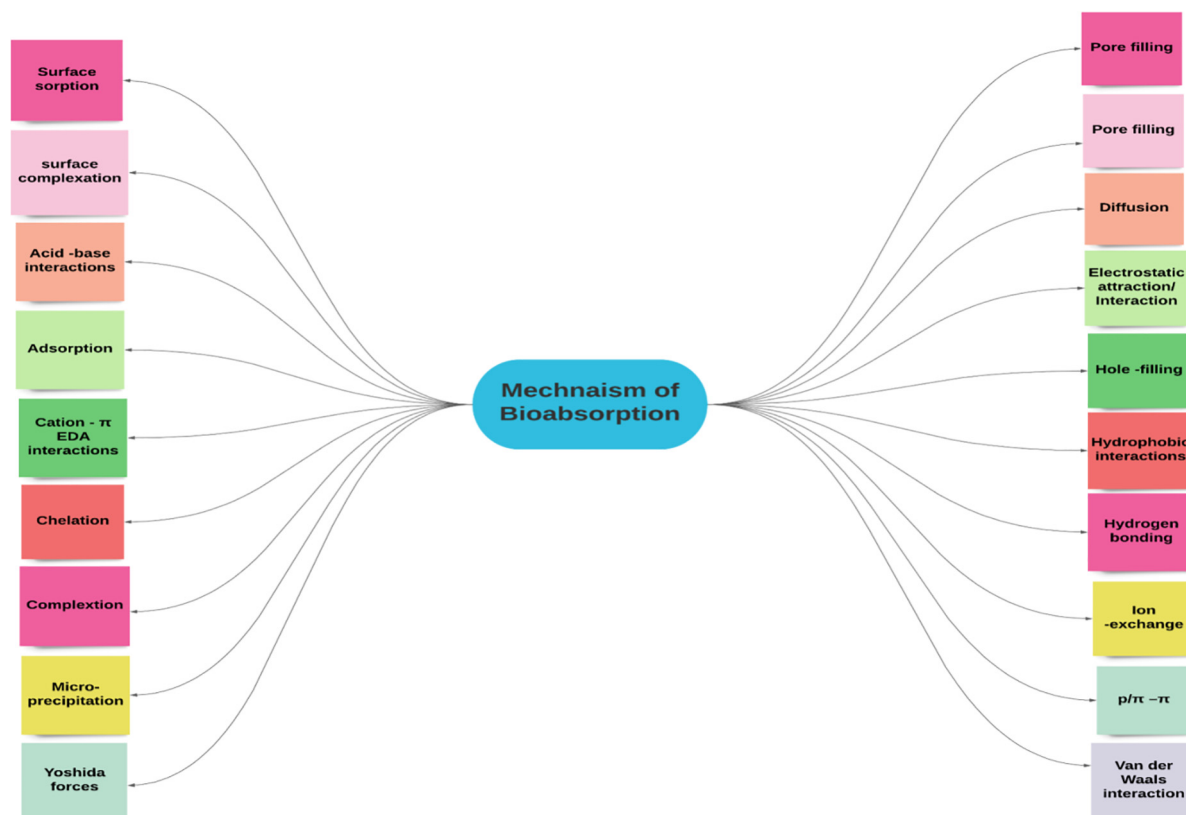 Surface
sorption
surface
complexation
Acid -base
interactions
Adsorption
Cation - π
EDA
interactions
Chelation
Complextion
Micro-
precipitation
Yoshida
forces
Mechnaism of
Bioabsorption
Pore filling
Pore filling
Diffusion
Electrostatic
attraction/
Interaction
Hole -filling
Hydrophobic
interactions
Hydrogen
bonding
Ion
-exchange
p/π –π
Van der
Waals
interaction